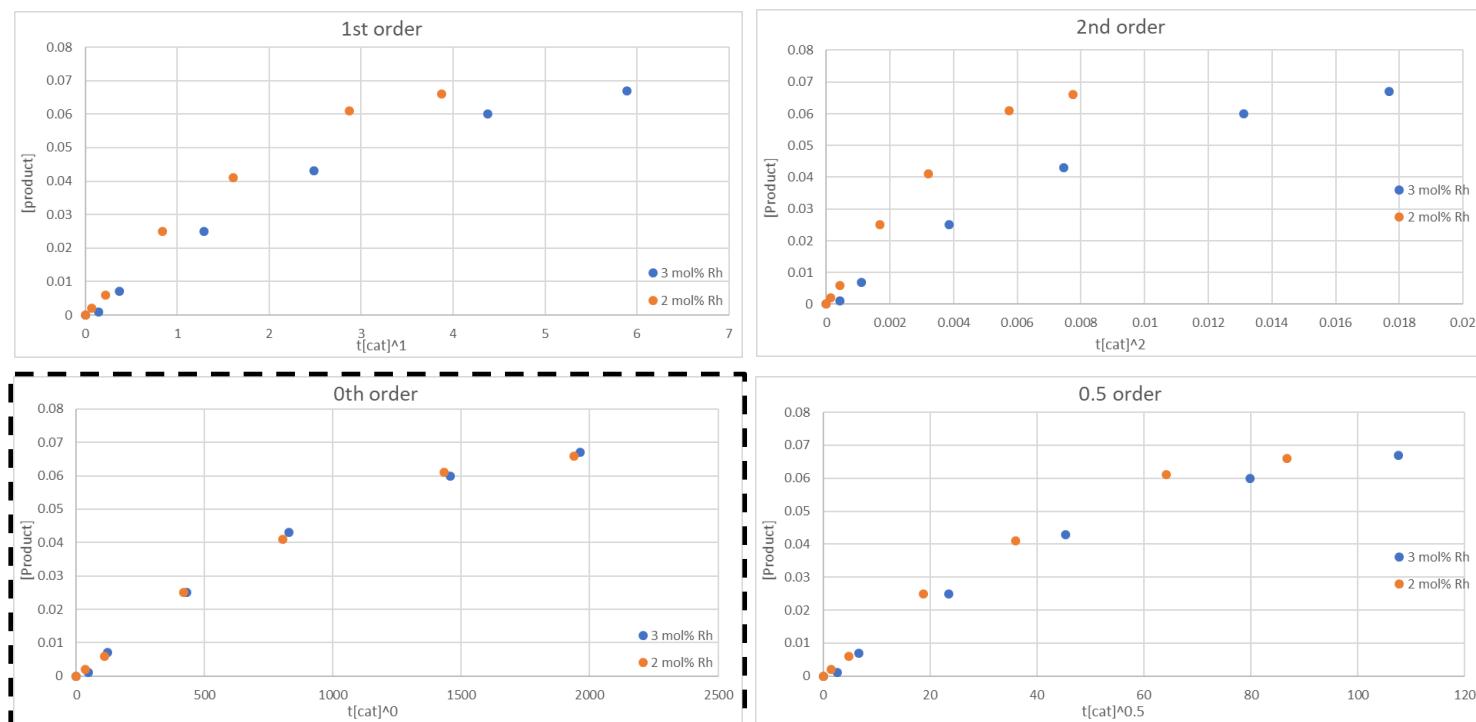 1st order
0.08
0.07
0.06
0.05
0.04
0.03
0.02
0.01
0
[product]
0 1 2 3 4 5 6 7
t[cat]^1
3 mol% Rh
2 mol% Rh
2nd order
0.08
0.07
0.06
0.05
0.04
0.03
0.02
0.01
0
[Product]
0 0.002 0.004 0.006 0.008 0.01 0.012 0.014 0.016 0.018 0.02
t[cat]^2
3 mol% Rh
2 mol% Rh
0th order
0.08
0.07
0.06
0.05
0.04
0.03
0.02
0.01
0
[Product]
0 500 1000 1500 2000 2500
t[cat]^0
3 mol% Rh
2 mol% Rh
0.5 order
0.08
0.07
0.06
0.05
0.04
0.03
0.02
0.01
0
[Product]
0 20 40 60 80 100 120
t[cat]^0.5
3 mol% Rh
2 mol% Rh